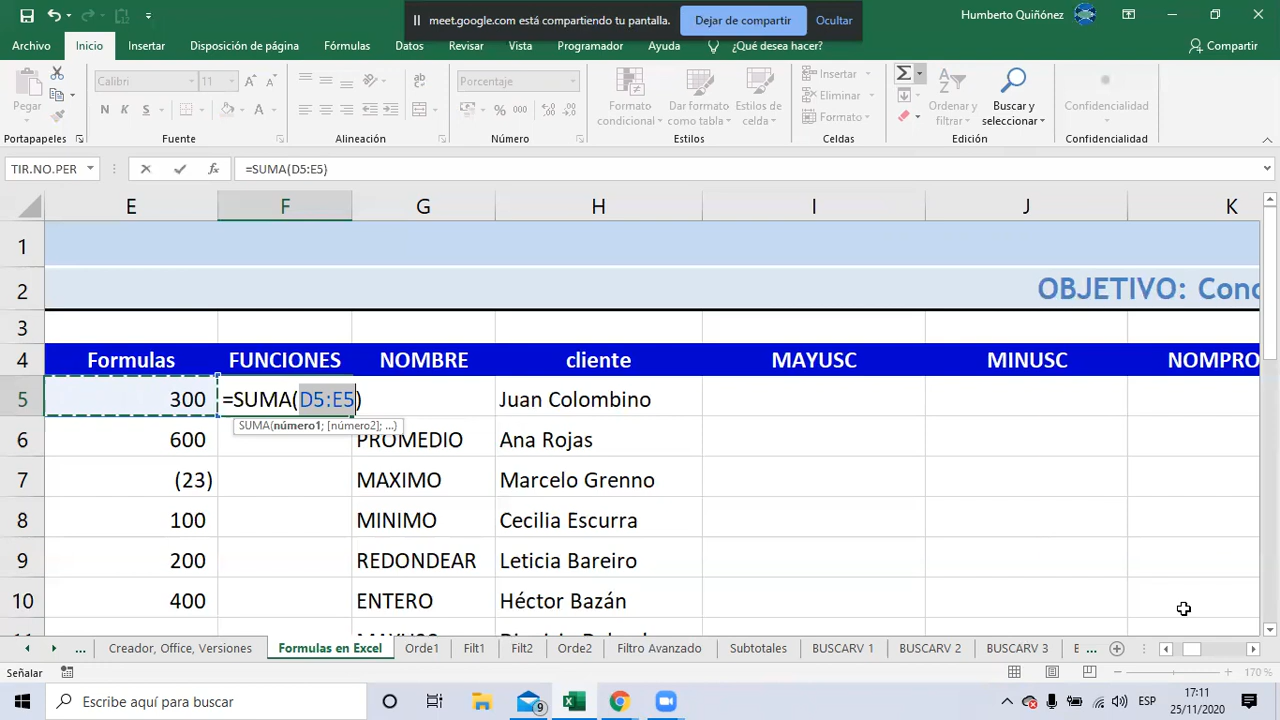 meet.google.com está compartiendo tu pantalla. Dejar de compartir Ocultar
Humberto Quiñónez
Archivo Inicio Insertar Disposición de página Fórmulas Datos Revisar Vista Programador Ayuda ¿Qué desea hacer? Compartir
Pegar
Calibri
Porcentaje
N K S
% 000
Formato condicional
Dar formato como tabla
Estilos de celda
Insertar
Eliminar
Formato
Ordenar y filtrar
Buscar y seleccionar
Confidencialidad
Portapapeles Fuente Alineación Número Estilos Celdas Edición Confidencialidad
TIR.NO.PER fx =SUMA(D5:E5)
E F G H I J K
1
2 OBJETIVO: Conc
3
4 Formulas FUNCIONES NOMBRE cliente MAYUSC MINUSC NOMPRO
5 300 =SUMA(D5:E5) Juan Colombino
SUMA(número1; [número2]; ...)
6 600 PROMEDIO Ana Rojas
7 (23) MAXIMO Marcelo Grenno
8 100 MINIMO Cecilia Escurra
9 200 REDONDEAR Leticia Bareiro
10 400 ENTERO Héctor Bazán
... Creador, Office, Versiones Formulas en Excel Orde1 Filt1 Filt2 Orde2 Filtro Avanzado Subtotales BUSCARV 1 BUSCARV 2 BUSCARV 3 ...
Señalar 170 %
Escribe aquí para buscar
9
ESP
17:11
25/11/2020